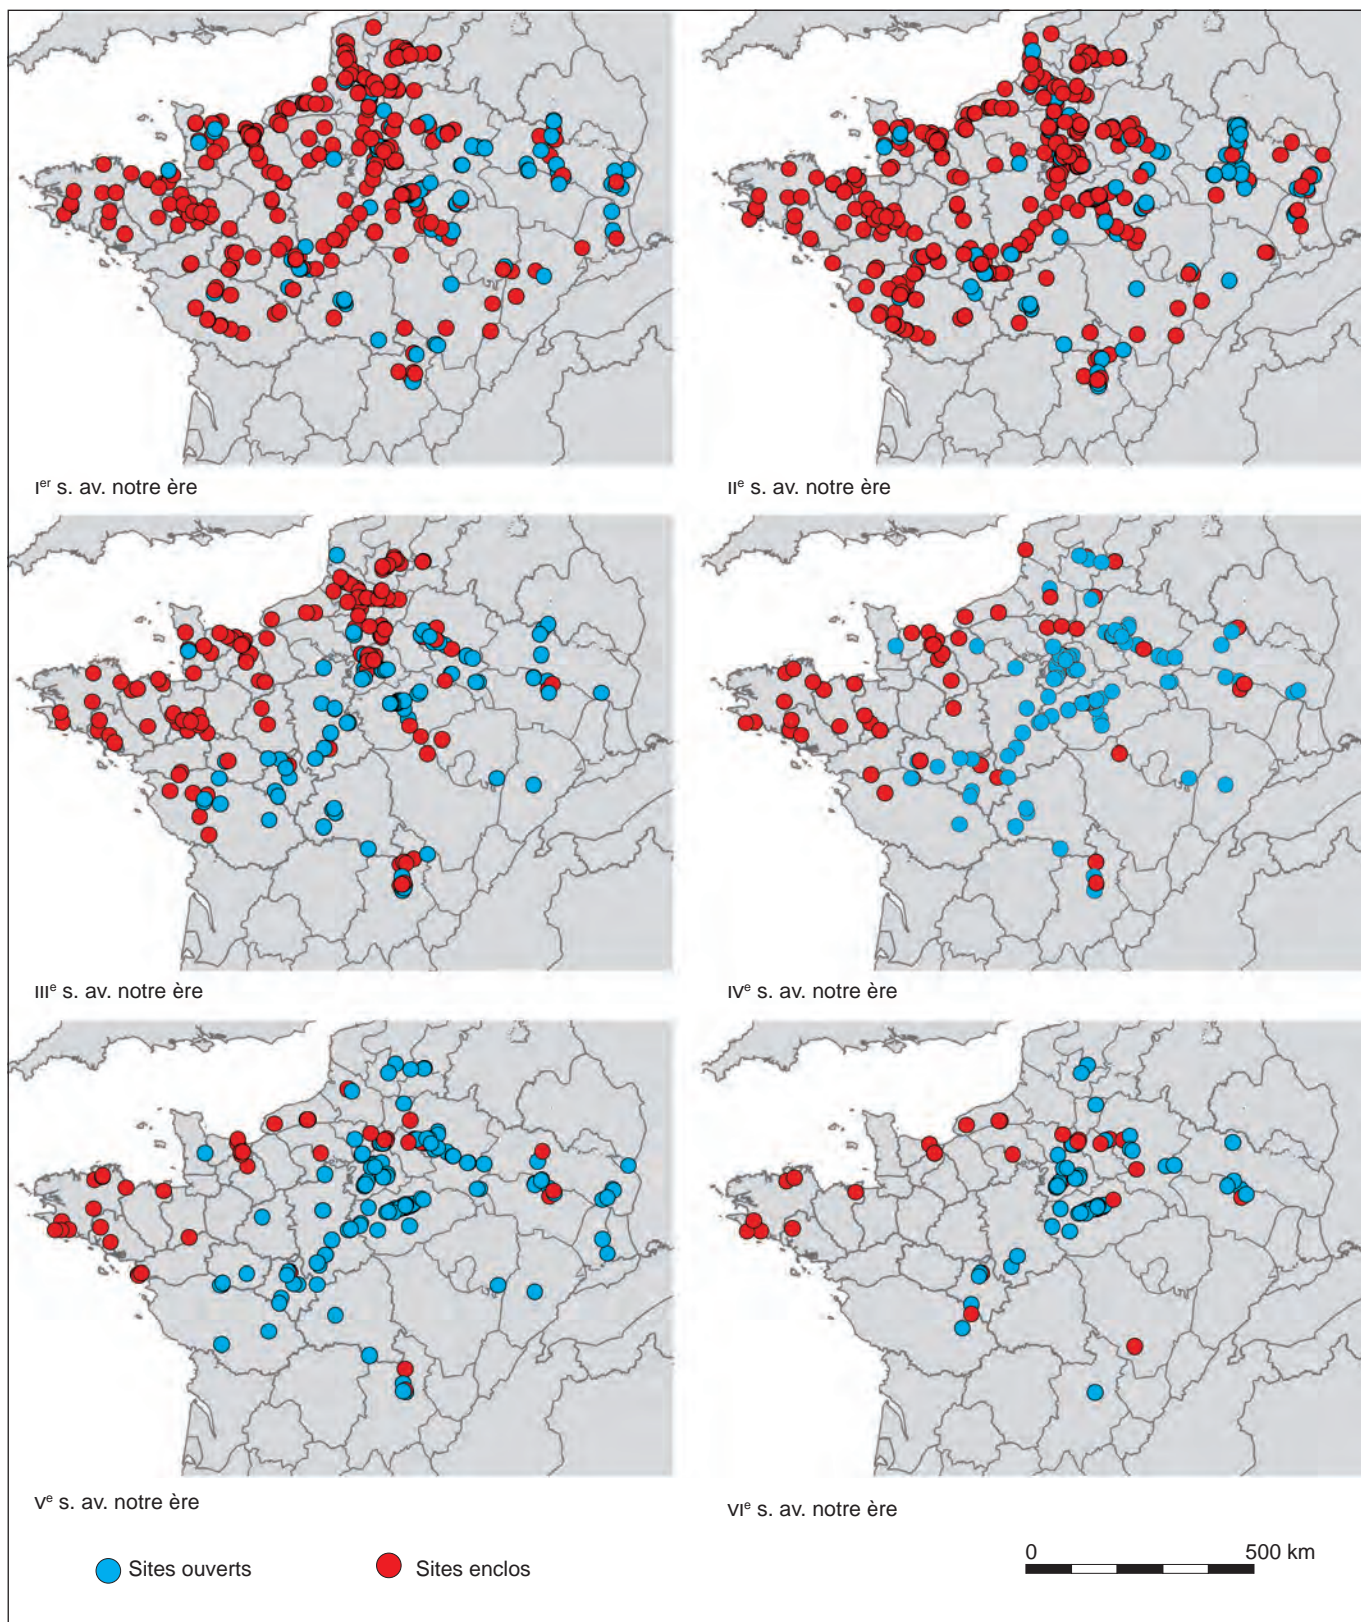 Iᵉʳ s. av. notre ère
IIᵉ s. av. notre ère
IIIᵉ s. av. notre ère
IVᵉ s. av. notre ère
Vᵉ s. av. notre ère
VIᵉ s. av. notre ère
Sites ouverts
Sites enclos
0 500 km